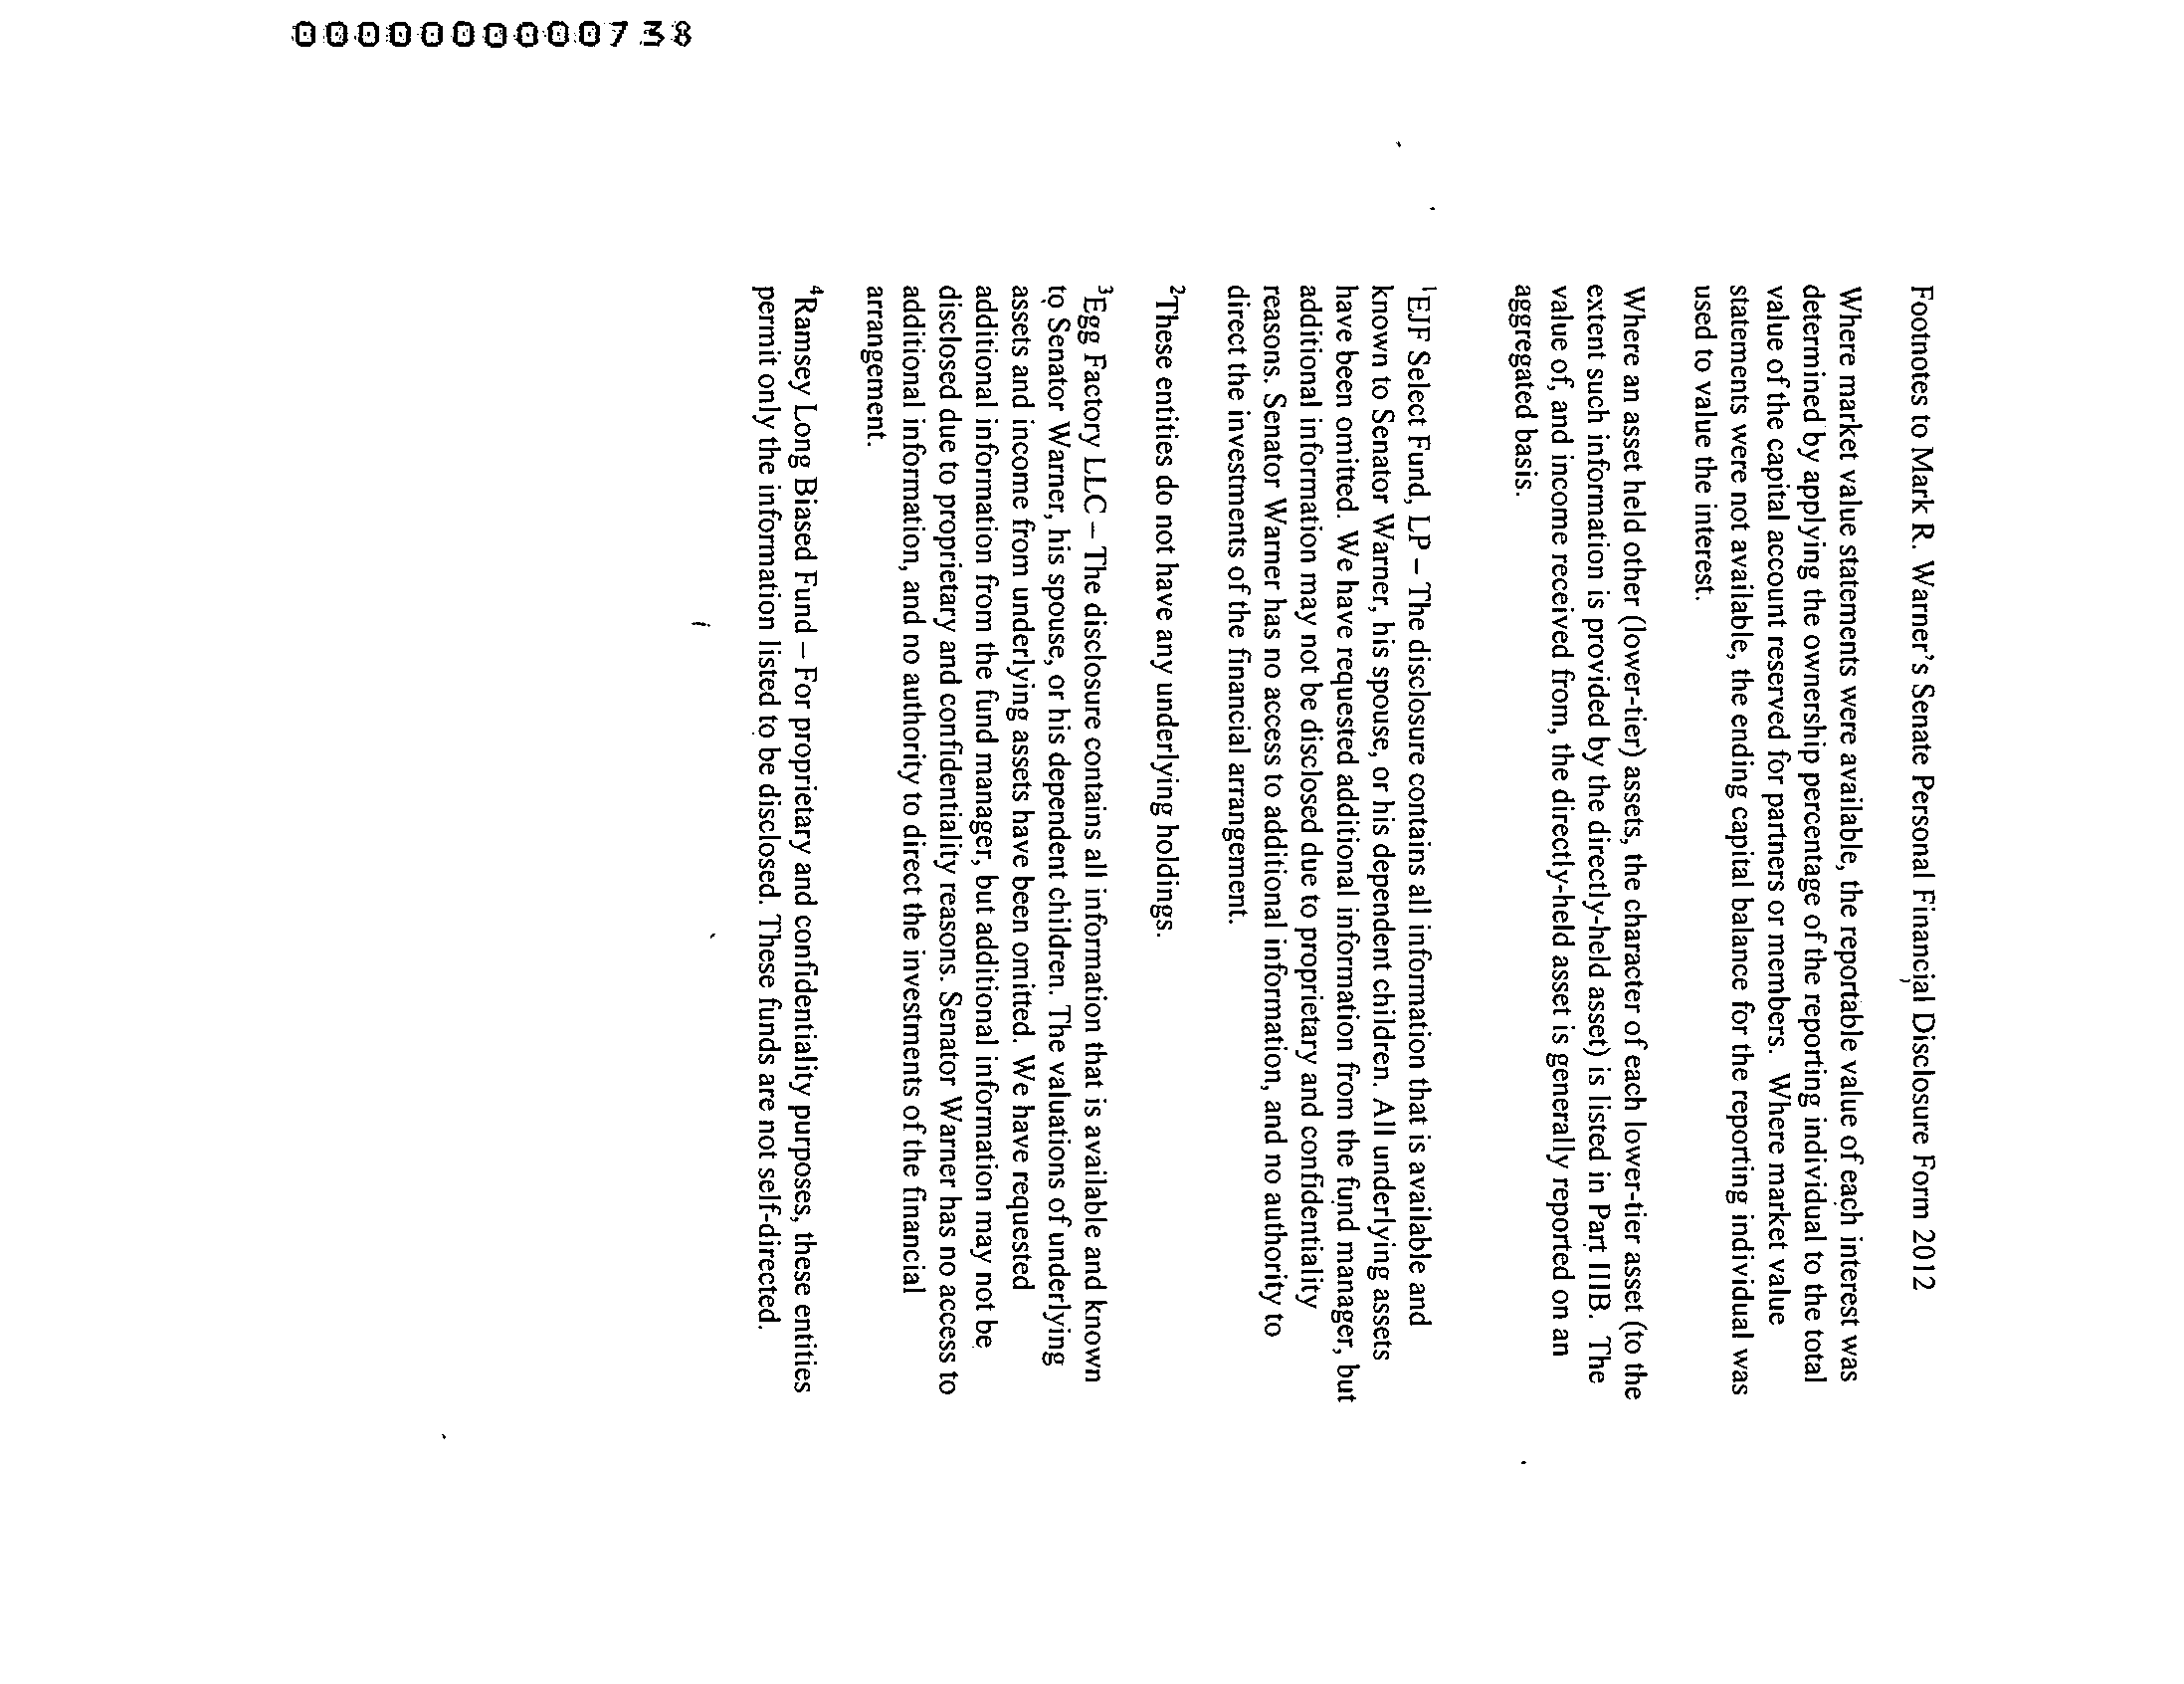 0000000000738
Footnotes to Mark R. Warner's Senate Personal Financial Disclosure Form 2012
Where market value statements were available, the reportable value of each interest was
determined by applying the ownership percentage of the reporting individual to the total
value of the capital account reserved for partners or members. Where market value
statements were not available, the ending capital balance for the reporting individual was
used to value the interest.
Where an asset held other (lower-tier) assets, the character of each lower-tier asset (to the
extent such information is provided by the directly-held asset) is listed in Part IIIB. The
value of, and income received from, the directly-held asset is generally reported on an
aggregated basis.
¹EJF Select Fund, LP – The disclosure contains all information that is available and
known to Senator Warner, his spouse, or his dependent children. All underlying assets
have been omitted. We have requested additional information from the fund manager, but
additional information may not be disclosed due to proprietary and confidentiality
reasons. Senator Warner has no access to additional information, and no authority to
direct the investments of the financial arrangement.
²These entities do not have any underlying holdings.
³Egg Factory LLC – The disclosure contains all information that is available and known
to Senator Warner, his spouse, or his dependent children. The valuations of underlying
assets and income from underlying assets have been omitted. We have requested
additional information from the fund manager, but additional information may not be
disclosed due to proprietary and confidentiality reasons. Senator Warner has no access to
additional information, and no authority to direct the investments of the financial
arrangement.
⁴Ramsey Long Biased Fund – For proprietary and confidentiality purposes, these entities
permit only the information listed to be disclosed. These funds are not self-directed.